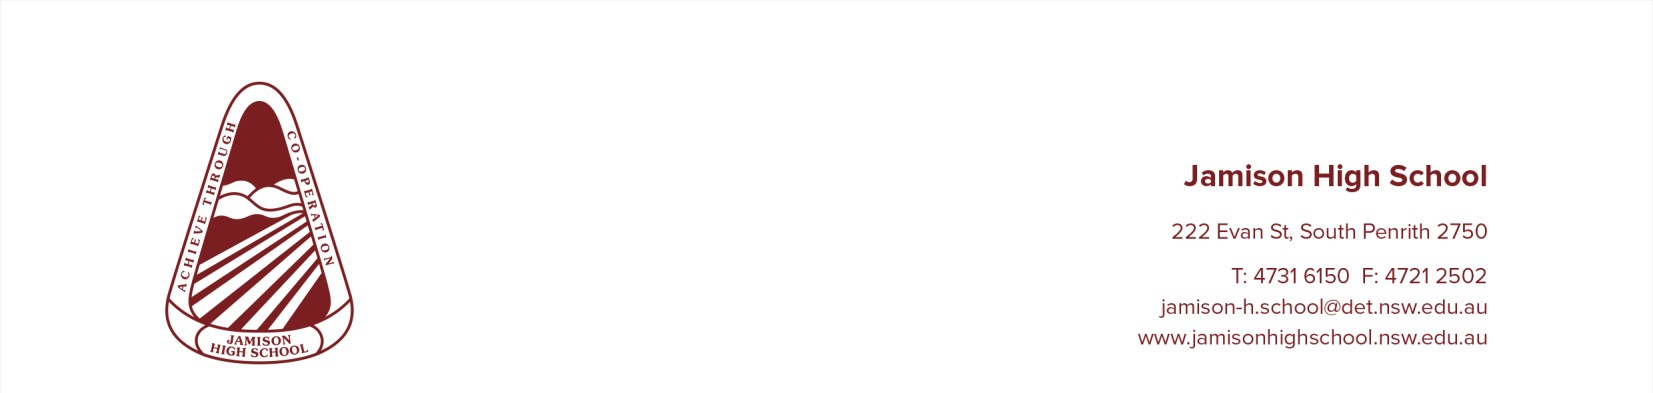 ACHIEVE THROUGH
CO-OPERATION
JAMISON
HIGH SCHOOL
Jamison High School
222 Evan St, South Penrith 2750
T: 4731 6150 F: 4721 2502
jamison-h.school@det.nsw.edu.au
www.jamisonhighschool.nsw.edu.au